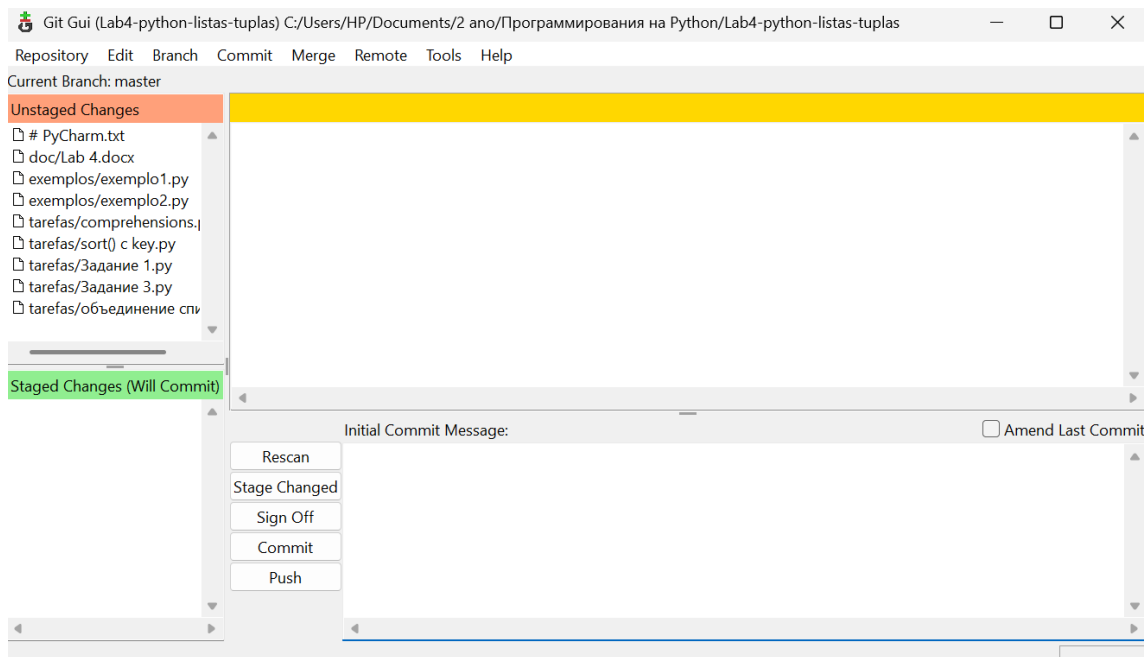 Git Gui (Lab4-python-listas-tuplas) C:/Users/HP/Documents/2 ano/Программирования на Python/Lab4-python-listas-tuplas
Repository Edit Branch Commit Merge Remote Tools Help
Current Branch: master
Unstaged Changes
# PyCharm.txt
doc/Lab 4.docx
exemplos/exemplo1.py
exemplos/exemplo2.py
tarefas/comprehensions.
tarefas/sort() с key.py
tarefas/Задание 1.py
tarefas/Задание 3.py
tarefas/объединение спи
Staged Changes (Will Commit)
Initial Commit Message:
Amend Last Commit
Rescan
Stage Changed
Sign Off
Commit
Push